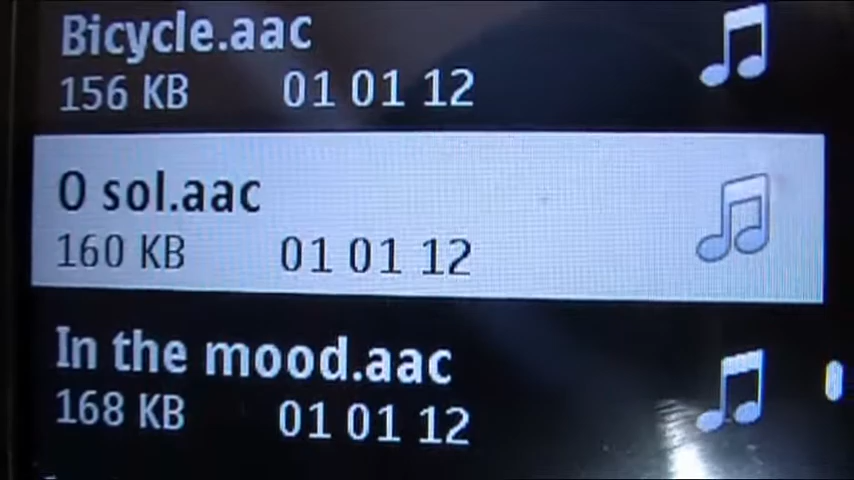 Bicycle.aac
156 KB 01 01 12
O sol.aac
160 KB 01 01 12
In the mood.aac
168 KB 01 01 12